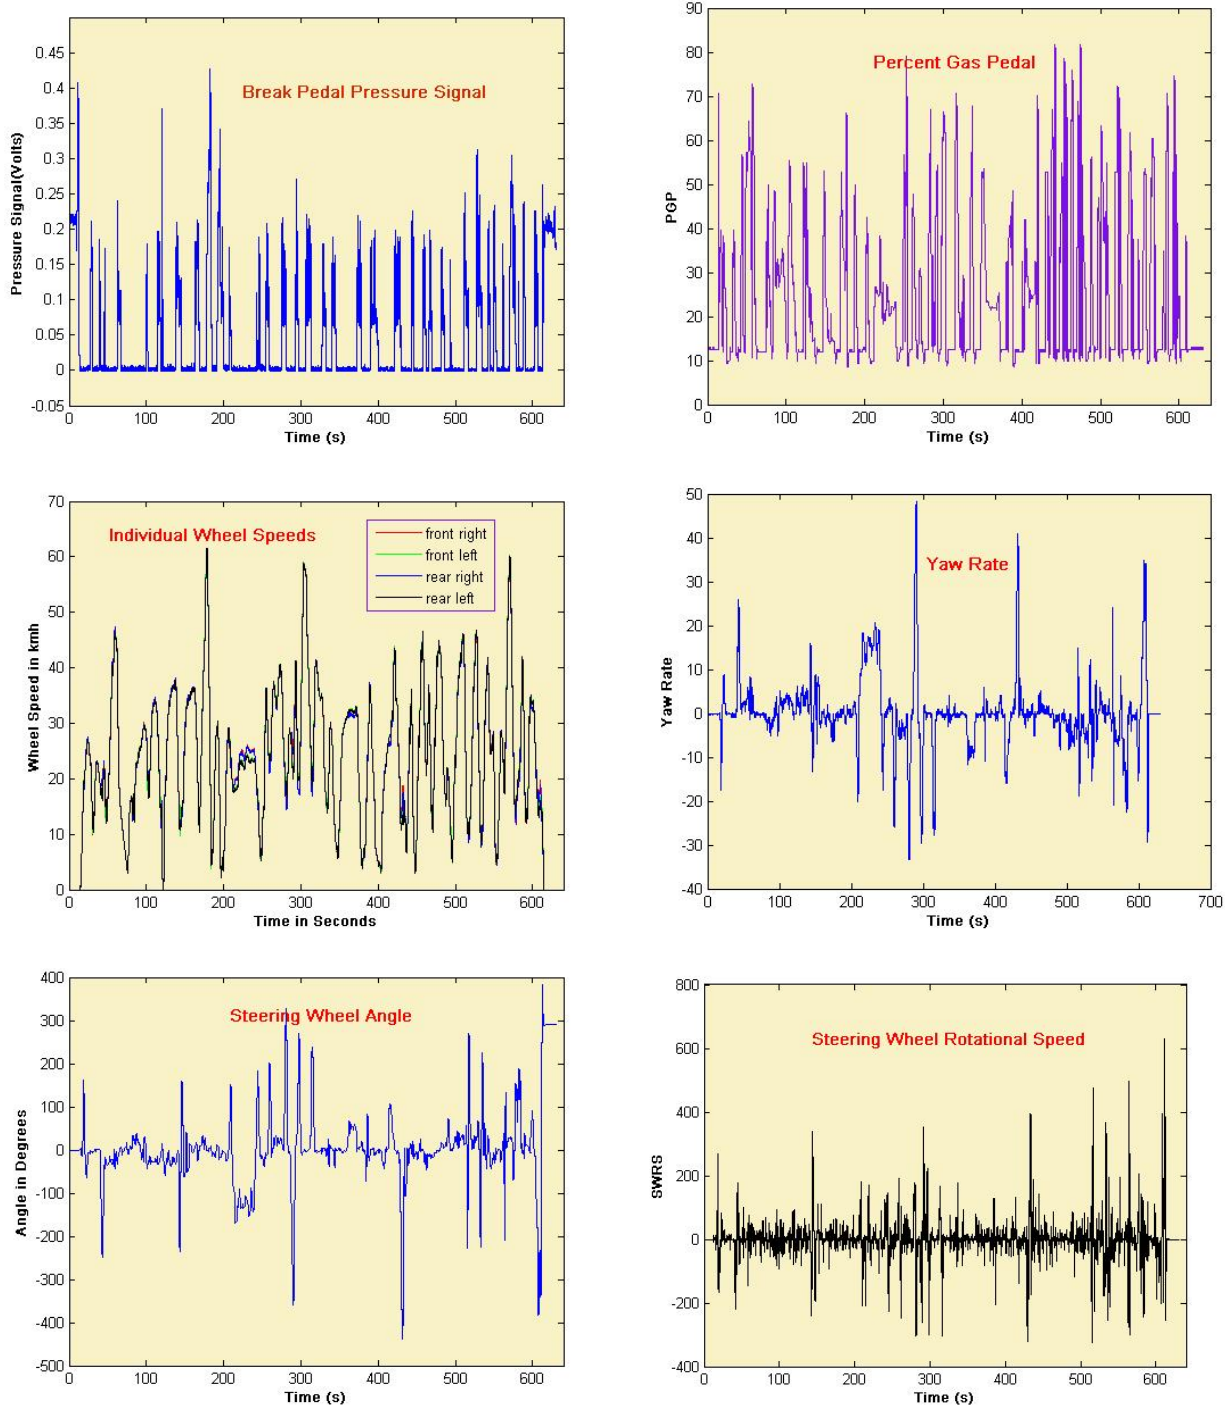 Break Pedal Pressure Signal
Pressure Signal(Volts)
0.45
0.4
0.35
0.3
0.25
0.2
0.15
0.1
0.05
0
-0.05
0 100 200 300 400 500 600
Time (s)
Percent Gas Pedal
PGP
90
80
70
60
50
40
30
20
10
0
0 100 200 300 400 500 600
Time (s)
Individual Wheel Speeds
front right
front left
rear right
rear left
Wheel Speed in kmh
70
60
50
40
30
20
10
0
0 100 200 300 400 500 600
Time in Seconds
Yaw Rate
Yaw Rate
50
40
30
20
10
0
-10
-20
-30
-40
0 100 200 300 400 500 600 700
Time (s)
Steering Wheel Angle
Angle in Degrees
400
300
200
100
0
-100
-200
-300
-400
-500
0 100 200 300 400 500 600
Time (s)
Steering Wheel Rotational Speed
SWRS
800
600
400
200
0
-200
-400
0 100 200 300 400 500 600
Time (s)